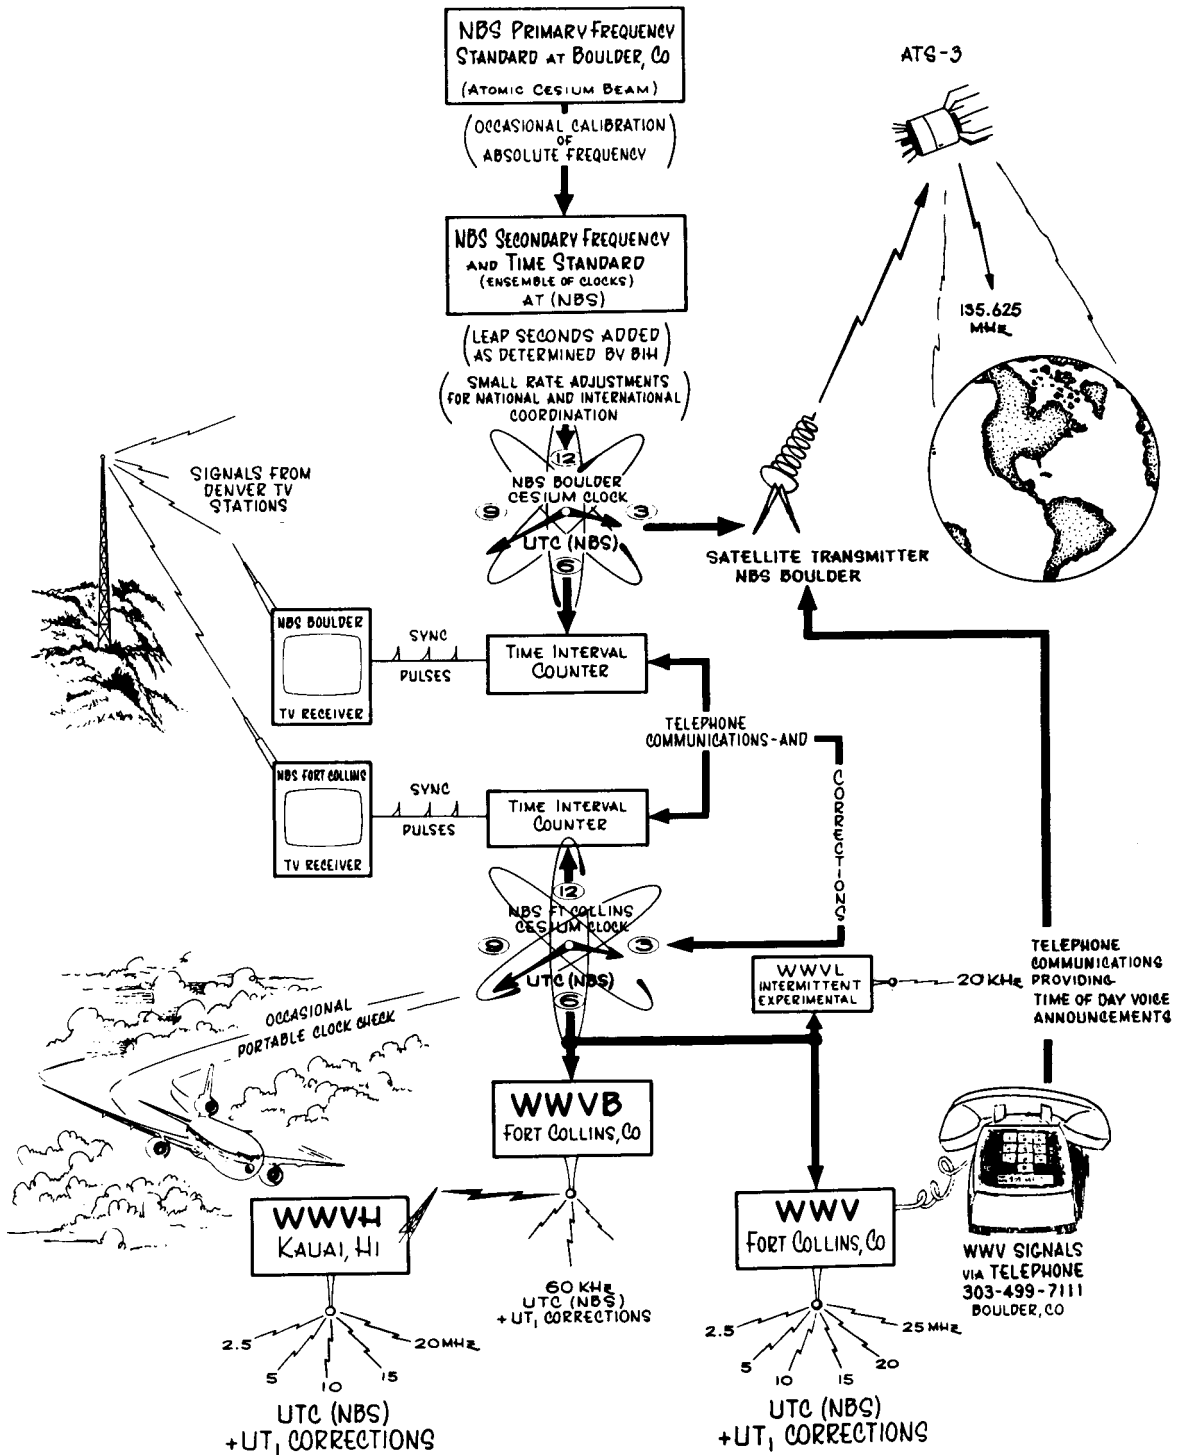 NBS PRIMARY FREQUENCY
STANDARD AT BOULDER, CO
(ATOMIC CESIUM BEAM)
(OCCASIONAL CALIBRATION
OF
ABSOLUTE FREQUENCY)
ATS-3
NBS SECONDARY FREQUENCY
AND TIME STANDARD
(ENSEMBLE OF CLOCKS)
AT (NBS)
135.625
MHz
(LEAP SECONDS ADDED
AS DETERMINED BY BIH)
(SMALL RATE ADJUSTMENTS
FOR NATIONAL AND INTERNATIONAL
COORDINATION)
SIGNALS FROM
DENVER TV
STATIONS
12
NBS BOULDER
CESIUM CLOCK
9
3
UTC (NBS)
6
SATELLITE TRANSMITTER
NBS BOULDER
NBS BOULDER
TV RECEIVER
SYNC
PULSES
TIME INTERVAL
COUNTER
TELEPHONE
COMMUNICATIONS-AND
CORRECTIONS
NBS FORT COLLINS
TV RECEIVER
SYNC
PULSES
TIME INTERVAL
COUNTER
12
NBS FT COLLINS
CESIUM CLOCK
9
3
UTC (NBS)
6
WWVL
INTERMITTENT
EXPERIMENTAL
20 KHz
TELEPHONE
COMMUNICATIONS
PROVIDING
TIME OF DAY VOICE
ANNOUNCEMENTS
OCCASIONAL
PORTABLE CLOCK CHECK
WWVB
FORT COLLINS, CO
WWVH
KAUAI, HI
WWV
FORT COLLINS, CO
WWV SIGNALS
VIA TELEPHONE
303-499-7111
BOULDER, CO
60 KHz
UTC (NBS)
+UT1 CORRECTIONS
2.5
5
10
15
20 MHz
UTC (NBS)
+UT1 CORRECTIONS
2.5
5
10
15
20
25 MHz
UTC (NBS)
+UT1 CORRECTIONS